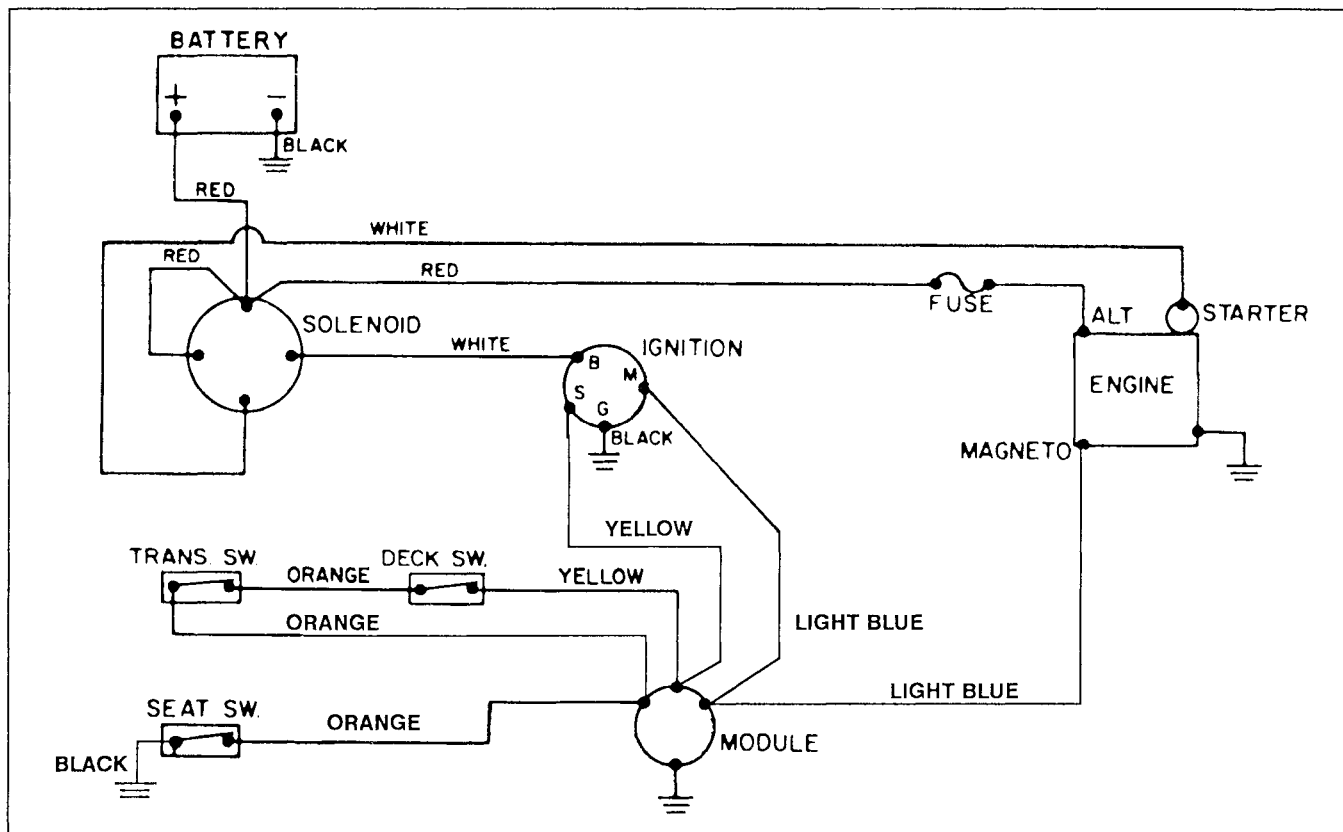 BATTERY
+ −
BLACK
RED
WHITE
RED
RED
FUSE
ALT
STARTER
SOLENOID
WHITE
IGNITION
B
M
S
G
BLACK
ENGINE
MAGNETO
YELLOW
TRANS. SW.
ORANGE
DECK SW.
YELLOW
ORANGE
LIGHT BLUE
LIGHT BLUE
SEAT SW.
ORANGE
MODULE
BLACK